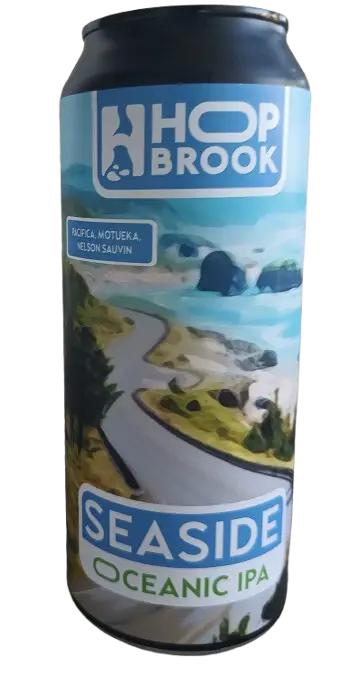 HOP
BROOK
PACIFICA, MOTUEKA,
NELSON SAUVIN
SEASIDE
OCEANIC IPA